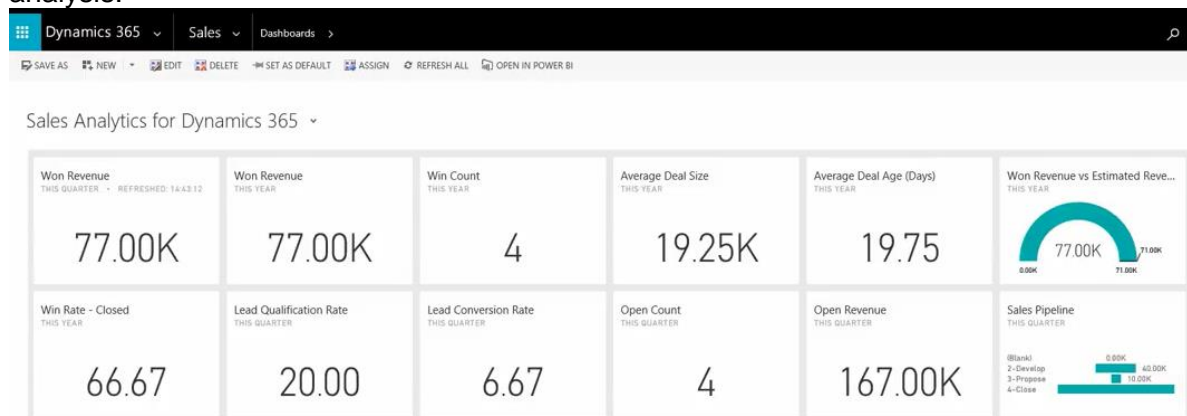 analysis.
Dynamics 365 Sales Dashboards >
SAVE AS NEW EDIT DELETE SET AS DEFAULT ASSIGN REFRESH ALL OPEN IN POWER BI
Sales Analytics for Dynamics 365
Won Revenue
THIS QUARTER · REFRESHED: 14:43:12
77.00K
Won Revenue
THIS YEAR
77.00K
Win Count
THIS YEAR
4
Average Deal Size
THIS YEAR
19.25K
Average Deal Age (Days)
THIS YEAR
19.75
Won Revenue vs Estimated Reve...
THIS YEAR
77.00K
71.00K
0.00K
71.00K
Win Rate - Closed
THIS YEAR
66.67
Lead Qualification Rate
THIS QUARTER
20.00
Lead Conversion Rate
THIS QUARTER
6.67
Open Count
THIS QUARTER
4
Open Revenue
THIS QUARTER
167.00K
Sales Pipeline
THIS QUARTER
(Blank) 0.00K
2-Develop 40.00K
3-Propose 10.00K
4-Close